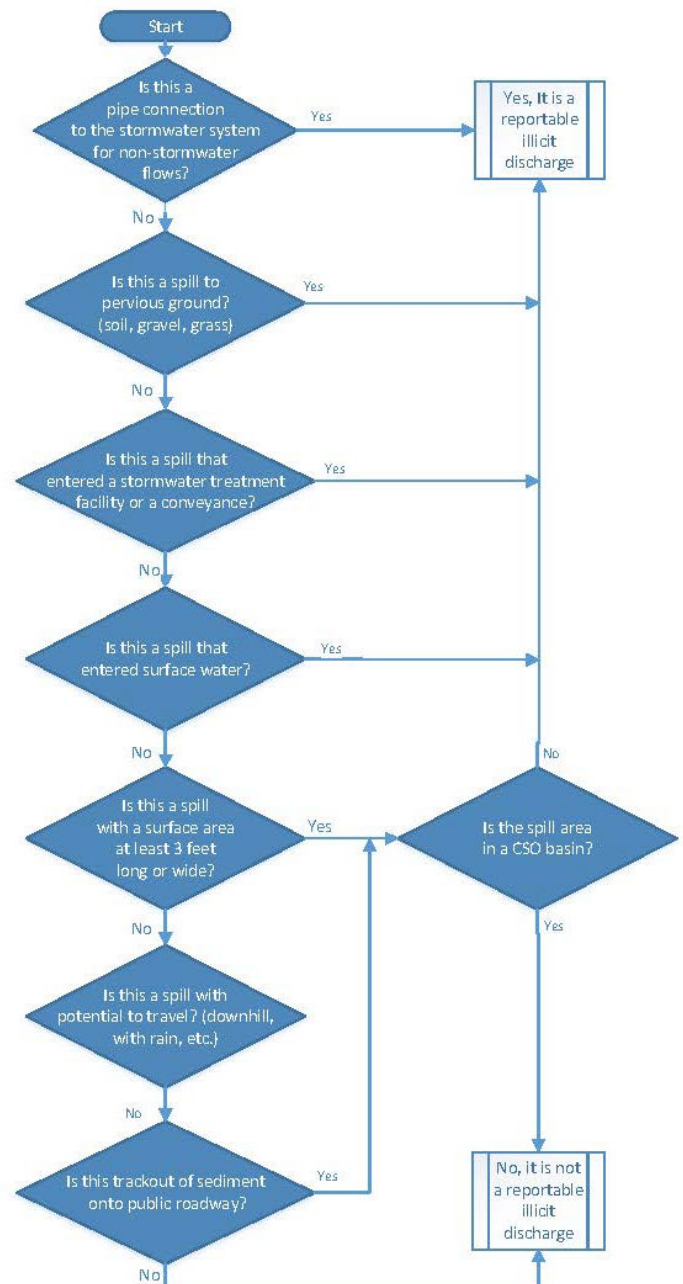 Start
Is this a
pipe connection
to the stormwater system
for non-stormwater
flows?
Yes
Yes, It is a
reportable
illicit
discharge
No
Is this a spill to
pervious ground?
(soil, gravel, grass)
Yes
No
Is this a spill that
entered a stormwater treatment
facility or a conveyance?
Yes
No
Is this a spill that
entered surface water?
Yes
No
Is this a spill
with a surface area
at least 3 feet
long or wide?
Yes
No
Is the spill area
in a CSO basin?
No
Yes
Is this a spill with
potential to travel? (downhill,
with rain, etc.)
No
Is this trackout of sediment
onto public roadway?
Yes
No, it is not
a reportable
illicit
discharge
No